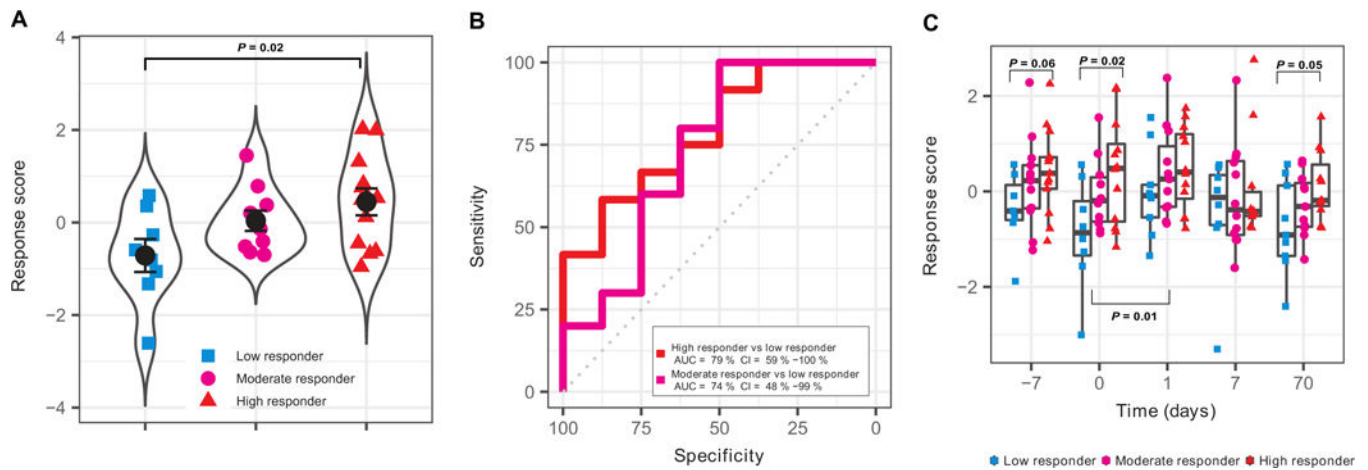 A
Response score
4
2
0
−2
−4
P = 0.02
Low responder
Moderate responder
High responder
B
Sensitivity
100
75
50
25
0
High responder vs low responder
AUC = 79 % CI = 59 % −100 %
Moderate responder vs low responder
AUC = 74 % CI = 48 % −99 %
100 75 50 25 0
Specificity
C
Response score
2
0
−2
P = 0.06
P = 0.02
P = 0.05
P = 0.01
−7 0 1 7 70
Time (days)
Low responder Moderate responder High responder